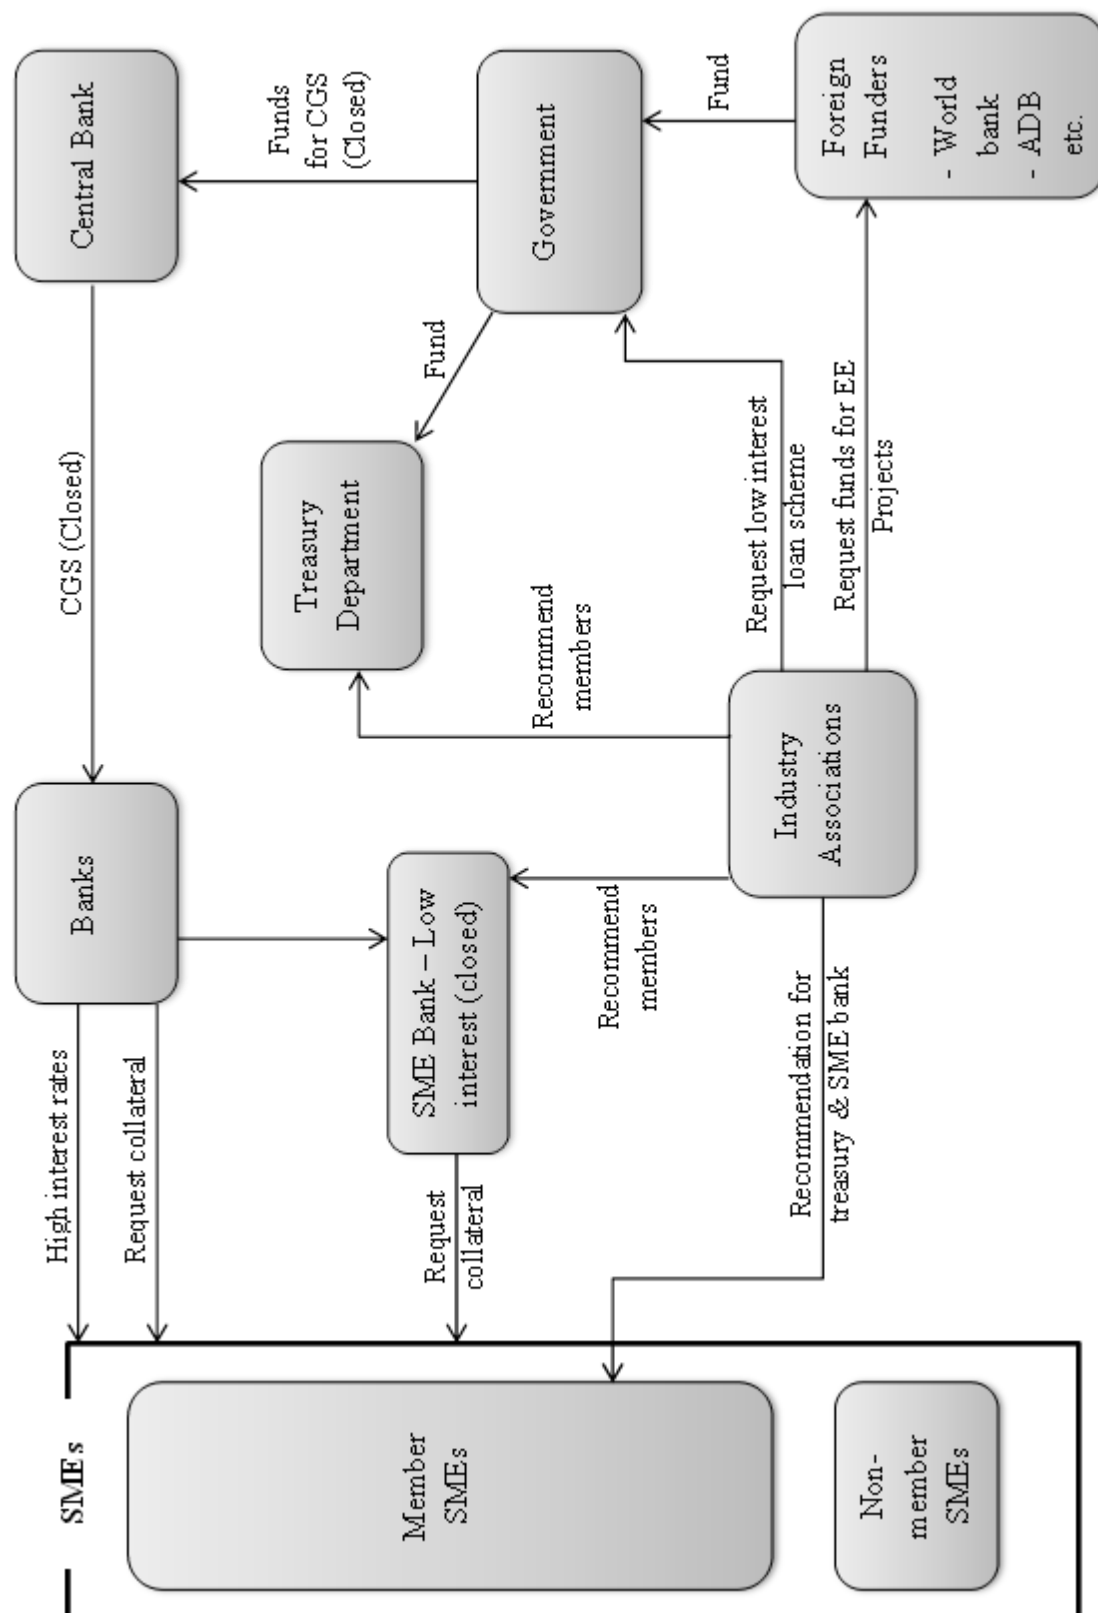 SMEs
Member
SMEs
Non-
member
SMEs
High interest rates
Request collateral
Request
collateral
Recommendation for
treasury & SME bank
Banks
SME Bank – Low
interest (closed)
Recommend
members
Industry
Associations
CGS (Closed)
Treasury
Department
Recommend
members
Request low interest
loan scheme
Request funds for EE
Projects
Central Bank
Funds
for CGS
(Closed)
Fund
Government
Fund
Foreign
Funders
- World
bank
- ADB
etc.